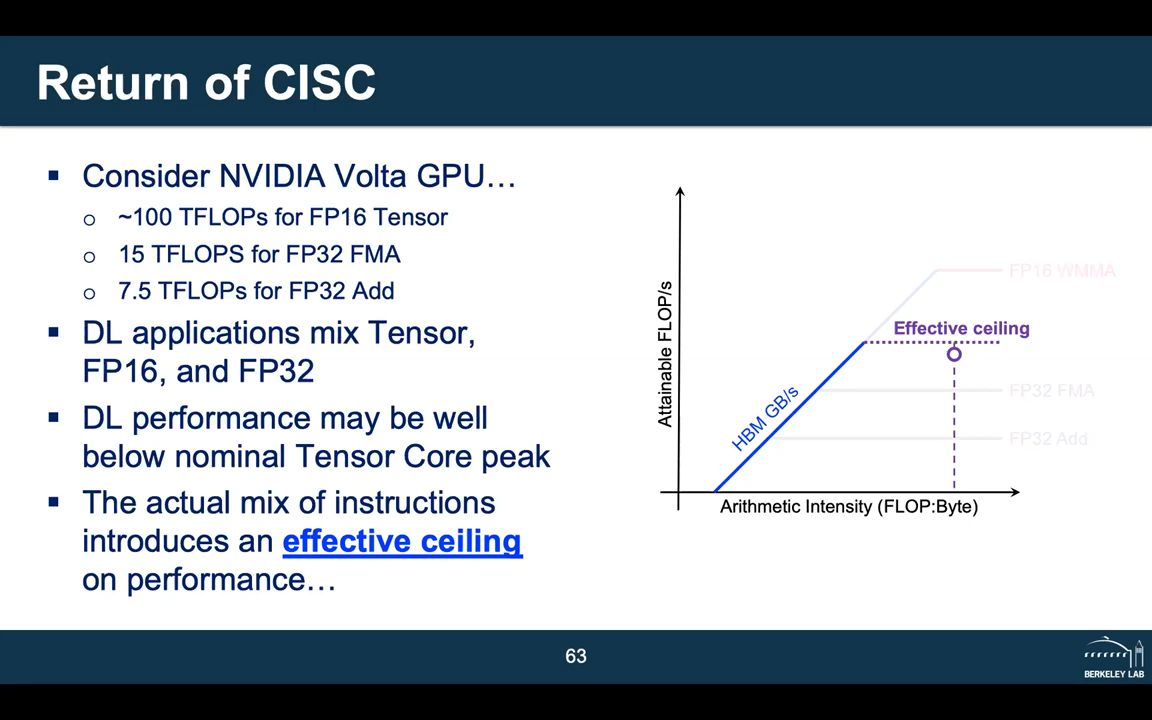 Return of CISC
▪ Consider NVIDIA Volta GPU…
o ~100 TFLOPs for FP16 Tensor
o 15 TFLOPS for FP32 FMA
o 7.5 TFLOPs for FP32 Add
▪ DL applications mix Tensor,
FP16, and FP32
▪ DL performance may be well
below nominal Tensor Core peak
▪ The actual mix of instructions
introduces an effective ceiling
on performance…
Attainable FLOP/s
HBM GB/s
FP16 WMMA
Effective ceiling
FP32 FMA
FP32 Add
Arithmetic Intensity (FLOP:Byte)
63
BERKELEY LAB